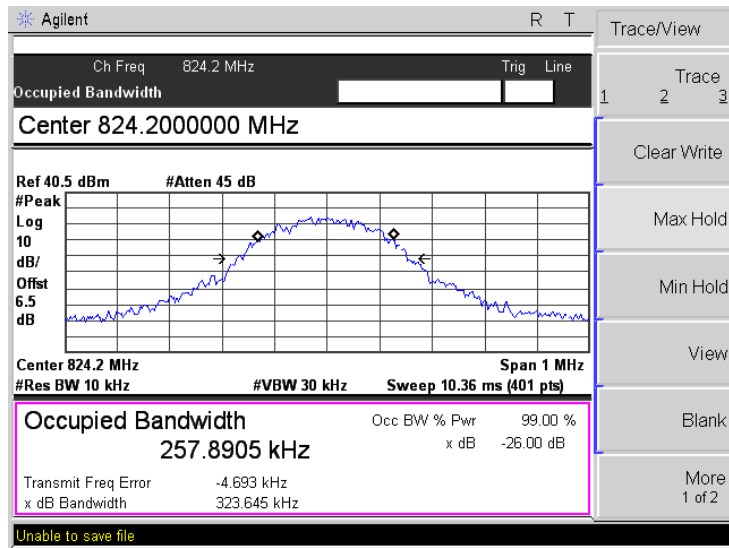 Agilent R T
Ch Freq 824.2 MHz Trig Line
Occupied Bandwidth
Center 824.2000000 MHz
Ref 40.5 dBm #Atten 45 dB
#Peak
Log
10
dB/
Offst
6.5
dB
Center 824.2 MHz Span 1 MHz
#Res BW 10 kHz #VBW 30 kHz Sweep 10.36 ms (401 pts)
Occupied Bandwidth Occ BW % Pwr 99.00 %
257.8905 kHz x dB -26.00 dB
Transmit Freq Error -4.693 kHz
x dB Bandwidth 323.645 kHz
Unable to save file
Trace/View
Trace
1 2 3
Clear Write
Max Hold
Min Hold
View
Blank
More
1 of 2